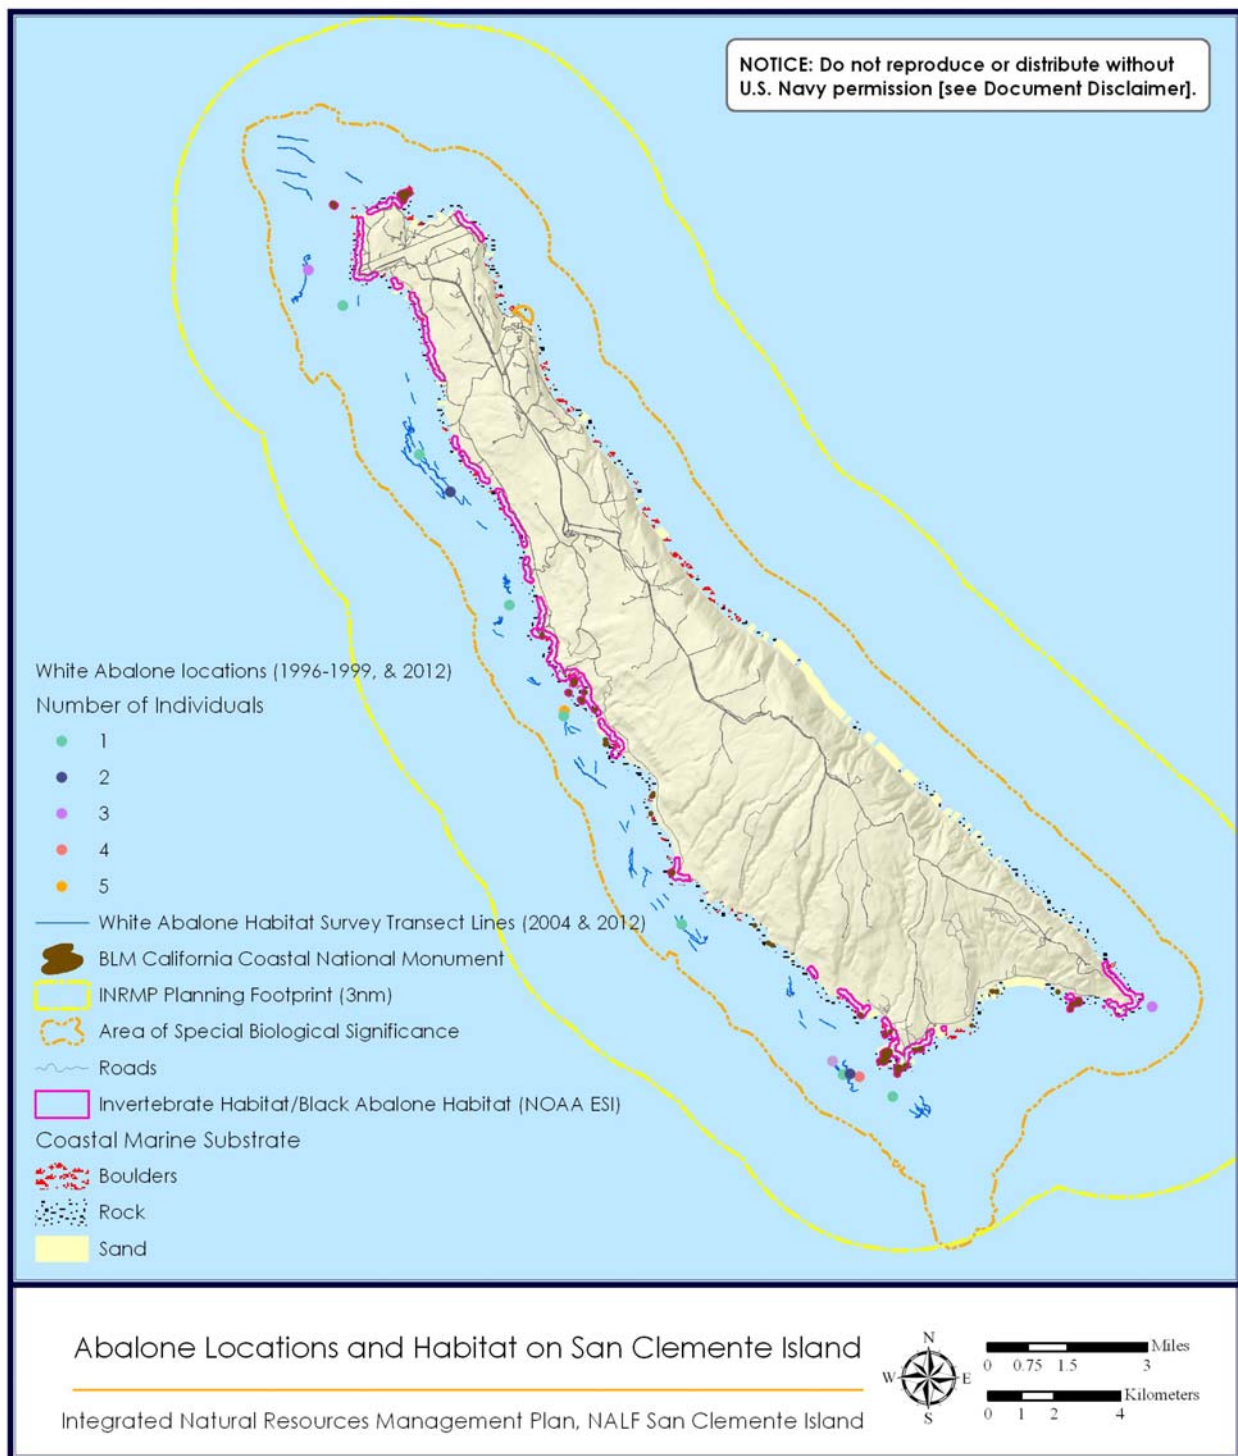 NOTICE: Do not reproduce or distribute without
U.S. Navy permission [see Document Disclaimer].
White Abalone locations (1996-1999, & 2012)
Number of Individuals
1
2
3
4
5
White Abalone Habitat Survey Transect Lines (2004 & 2012)
BLM California Coastal National Monument
INRMP Planning Footprint (3nm)
Area of Special Biological Significance
Roads
Invertebrate Habitat/Black Abalone Habitat (NOAA ESI)
Coastal Marine Substrate
Boulders
Rock
Sand
Abalone Locations and Habitat on San Clemente Island
Integrated Natural Resources Management Plan, NALF San Clemente Island
N
W E
S
Miles
0 0.75 1.5 3
Kilometers
0 1 2 4